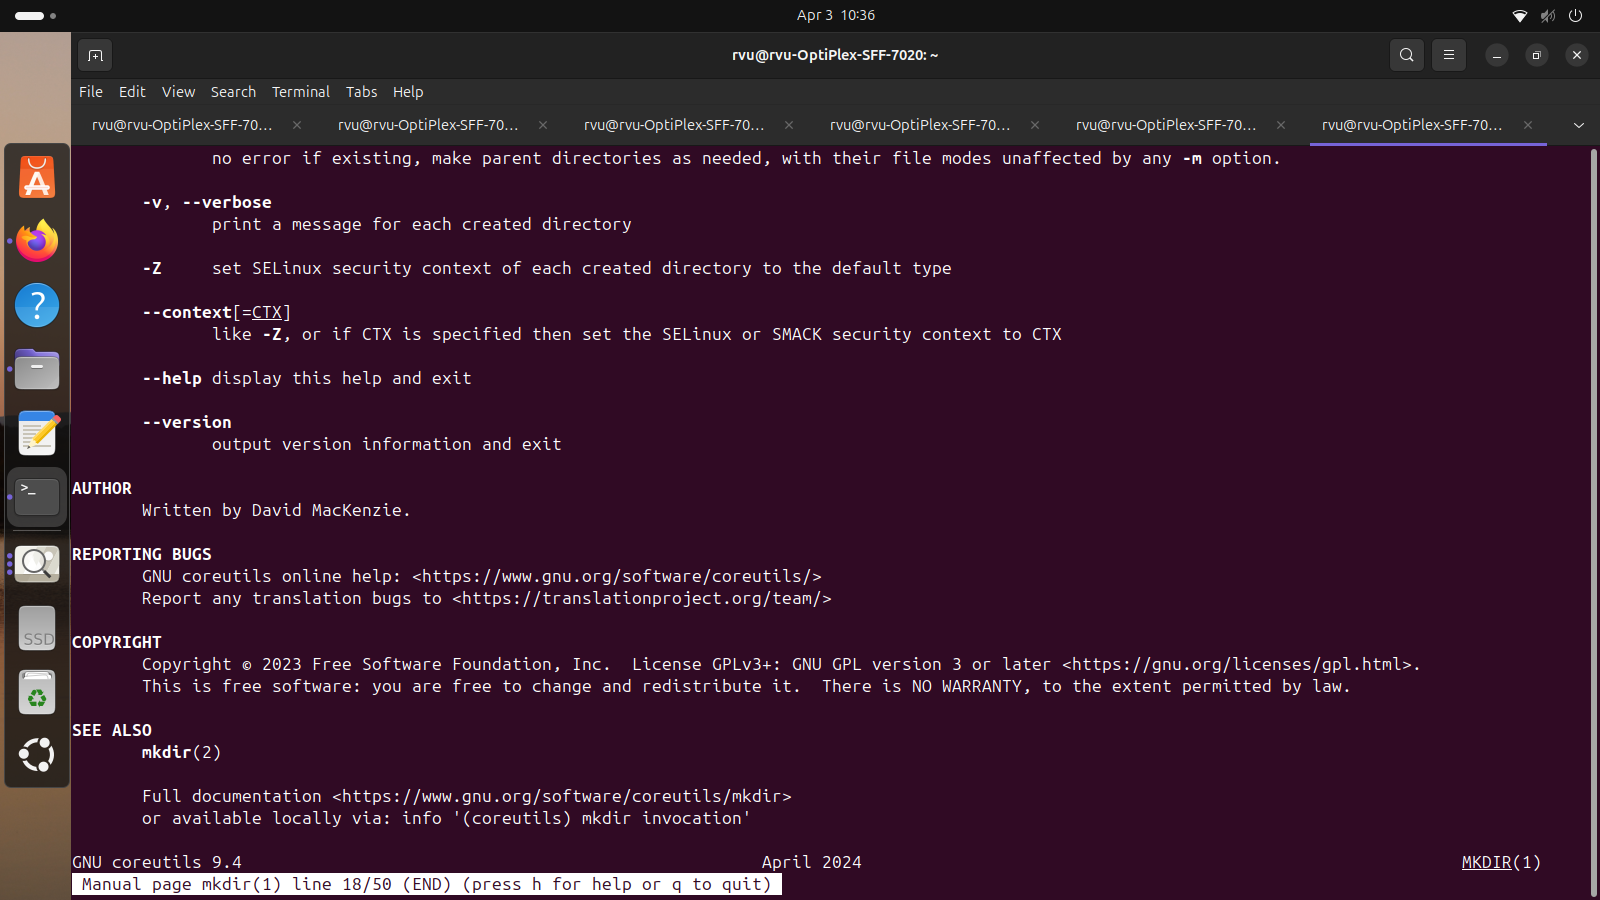 Apr 3 10:36
rvu@rvu-OptiPlex-SFF-7020: ~
File Edit View Search Terminal Tabs Help
rvu@rvu-OptiPlex-SFF-70... rvu@rvu-OptiPlex-SFF-70... rvu@rvu-OptiPlex-SFF-70... rvu@rvu-OptiPlex-SFF-70... rvu@rvu-OptiPlex-SFF-70... rvu@rvu-OptiPlex-SFF-70...
no error if existing, make parent directories as needed, with their file modes unaffected by any -m option.
-v, --verbose
print a message for each created directory
-Z set SELinux security context of each created directory to the default type
--context[=CTX]
like -Z, or if CTX is specified then set the SELinux or SMACK security context to CTX
--help display this help and exit
--version
output version information and exit
AUTHOR
Written by David MacKenzie.
REPORTING BUGS
GNU coreutils online help: <https://www.gnu.org/software/coreutils/>
Report any translation bugs to <https://translationproject.org/team/>
COPYRIGHT
Copyright © 2023 Free Software Foundation, Inc. License GPLv3+: GNU GPL version 3 or later <https://gnu.org/licenses/gpl.html>.
This is free software: you are free to change and redistribute it. There is NO WARRANTY, to the extent permitted by law.
SEE ALSO
mkdir(2)
Full documentation <https://www.gnu.org/software/coreutils/mkdir>
or available locally via: info '(coreutils) mkdir invocation'
GNU coreutils 9.4 April 2024 MKDIR(1)
Manual page mkdir(1) line 18/50 (END) (press h for help or q to quit)
SSD